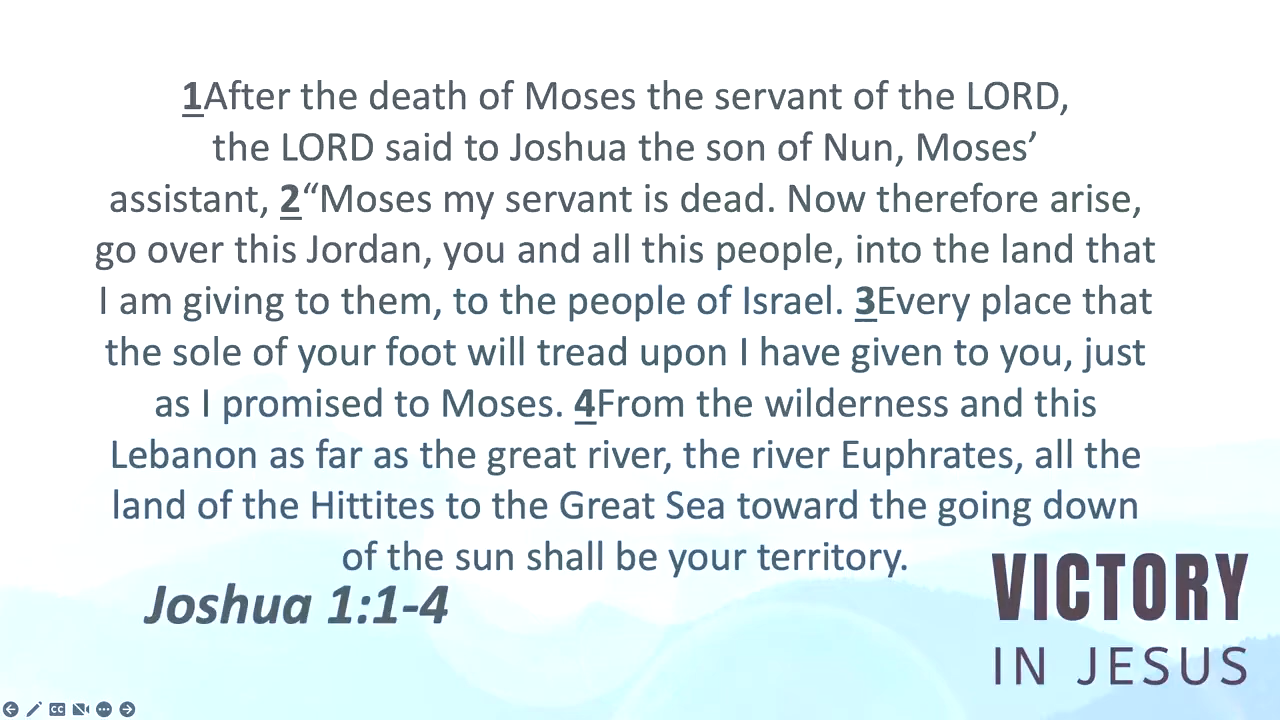 1After the death of Moses the servant of the LORD,
the LORD said to Joshua the son of Nun, Moses’
assistant, 2“Moses my servant is dead. Now therefore arise,
go over this Jordan, you and all this people, into the land that
I am giving to them, to the people of Israel. 3Every place that
the sole of your foot will tread upon I have given to you, just
as I promised to Moses. 4From the wilderness and this
Lebanon as far as the great river, the river Euphrates, all the
land of the Hittites to the Great Sea toward the going down
of the sun shall be your territory.
Joshua 1:1-4
VICTORY
IN JESUS
CC